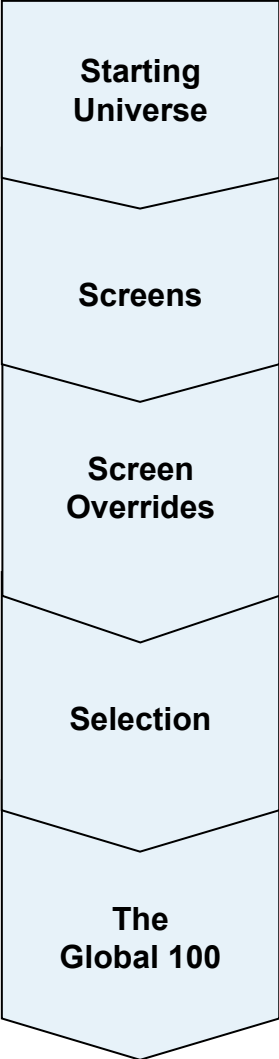 Starting
Universe
Screens
Screen
Overrides
Selection
The
Global 100